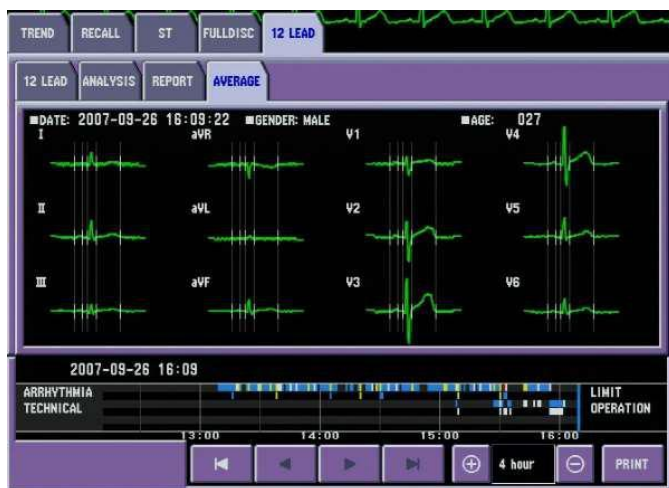 TREND RECALL ST FULLDISC 12 LEAD
12 LEAD ANALYSIS REPORT AVERAGE
■DATE: 2007-09-26 16:09:22 ■GENDER: MALE ■AGE: 027
I aVR V1 V4
II aVL V2 V5
III aVF V3 V6
2007-09-26 16:09
ARRHYTHMIA LIMIT
TECHNICAL OPERATION
13:00 14:00 15:00 16:00
4 hour PRINT